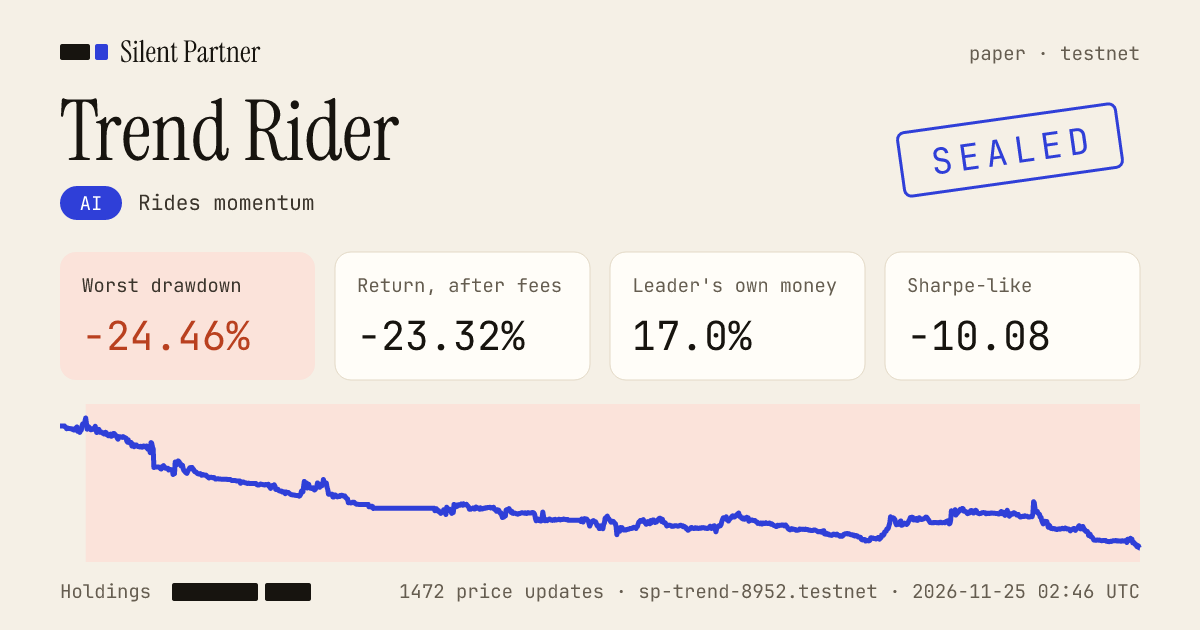 Silent Partner
paper · testnet
Trend Rider
SEALED
AI Rides momentum
Worst drawdown
-24.46%
Return, after fees
-23.32%
Leader's own money
17.0%
Sharpe-like
-10.08
Holdings
1472 price updates · sp-trend-8952.testnet · 2026-11-25 02:46 UTC